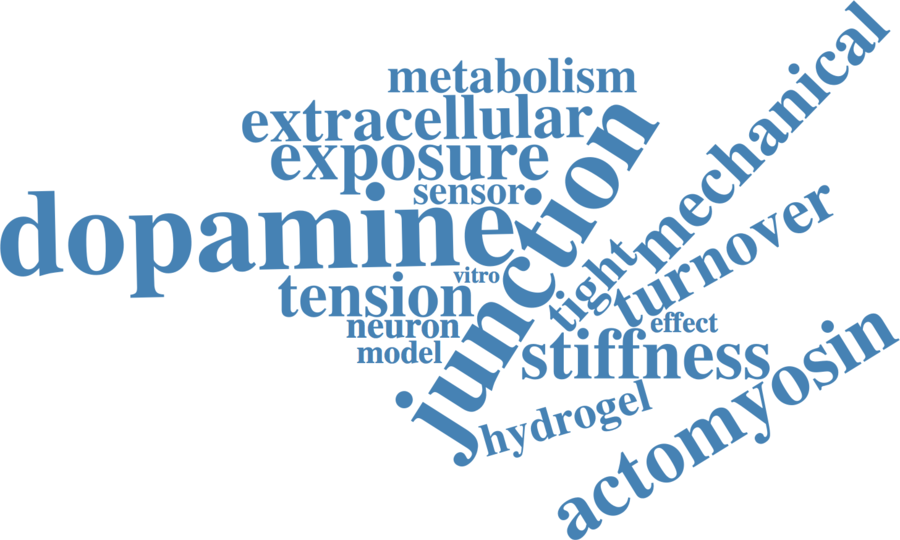 metabolism
extracellular
exposure
sensor
dopamine
junction
mechanical
tight
turnover
vitro
tension
neuron
model
effect
stiffness
hydrogel
actomyosin